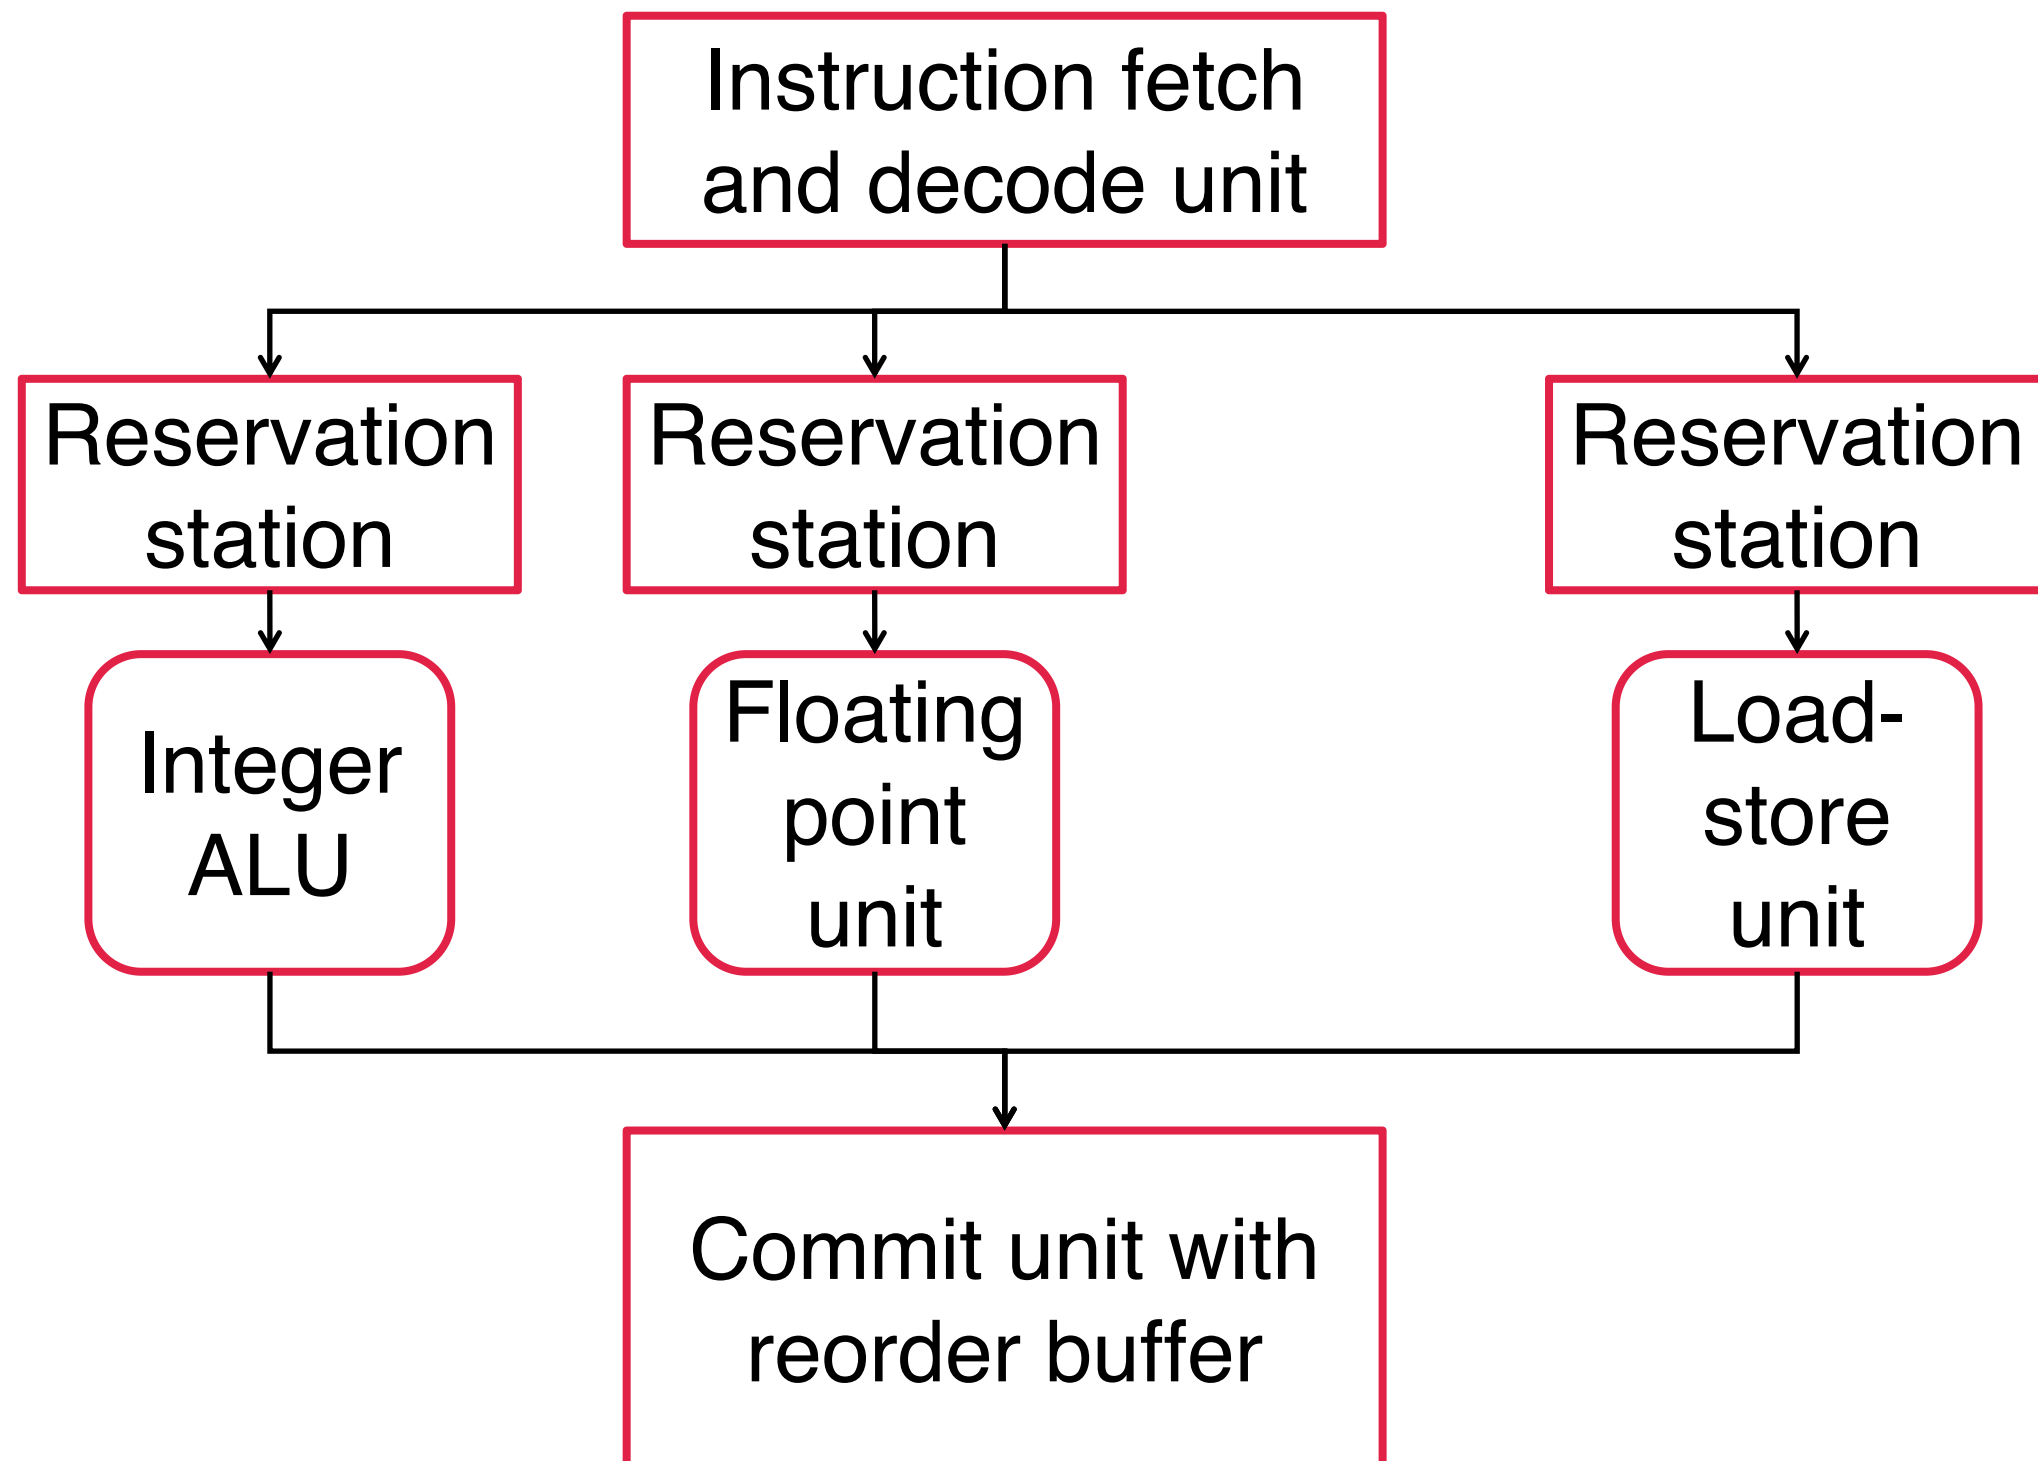 Instruction fetch
and decode unit
Reservation
station
Reservation
station
Reservation
station
Integer
ALU
Floating
point
unit
Load-
store
unit
Commit unit with
reorder buffer